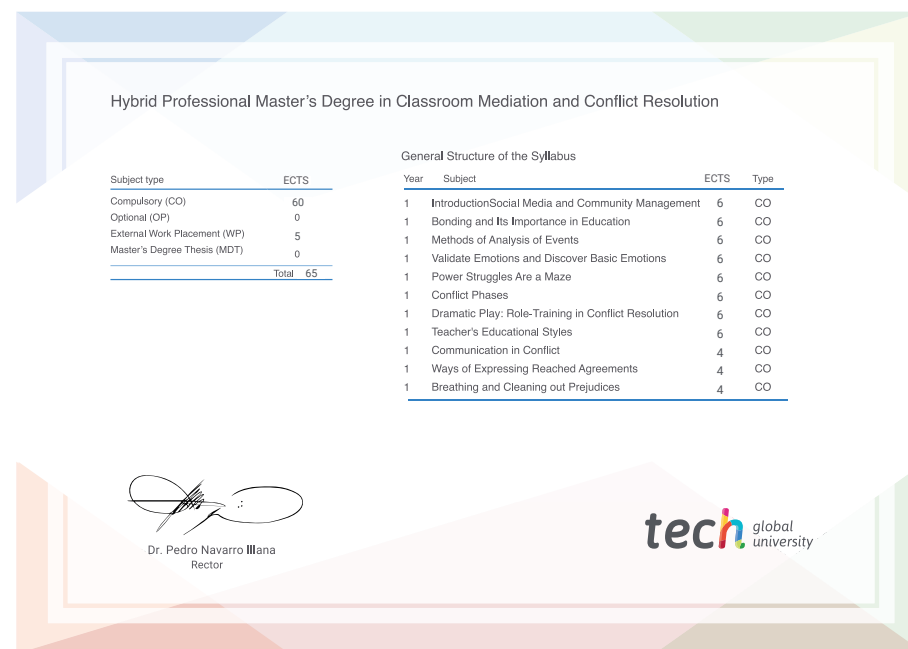 Hybrid Professional Master's Degree in Classroom Mediation and Conflict Resolution
Subject type ECTS
Compulsory (CO) 60
Optional (OP) 0
External Work Placement (WP) 5
Master's Degree Thesis (MDT) 0
Total 65
General Structure of the Syllabus
Year Subject ECTS Type
1 IntroductionSocial Media and Community Management 6 CO
1 Bonding and Its Importance in Education 6 CO
1 Methods of Analysis of Events 6 CO
1 Validate Emotions and Discover Basic Emotions 6 CO
1 Power Struggles Are a Maze 6 CO
1 Conflict Phases 6 CO
1 Dramatic Play: Role-Training in Conflict Resolution 6 CO
1 Teacher's Educational Styles 6 CO
1 Communication in Conflict 4 CO
1 Ways of Expressing Reached Agreements 4 CO
1 Breathing and Cleaning out Prejudices 4 CO
Dr. Pedro Navarro Illana
Rector
tech global
university